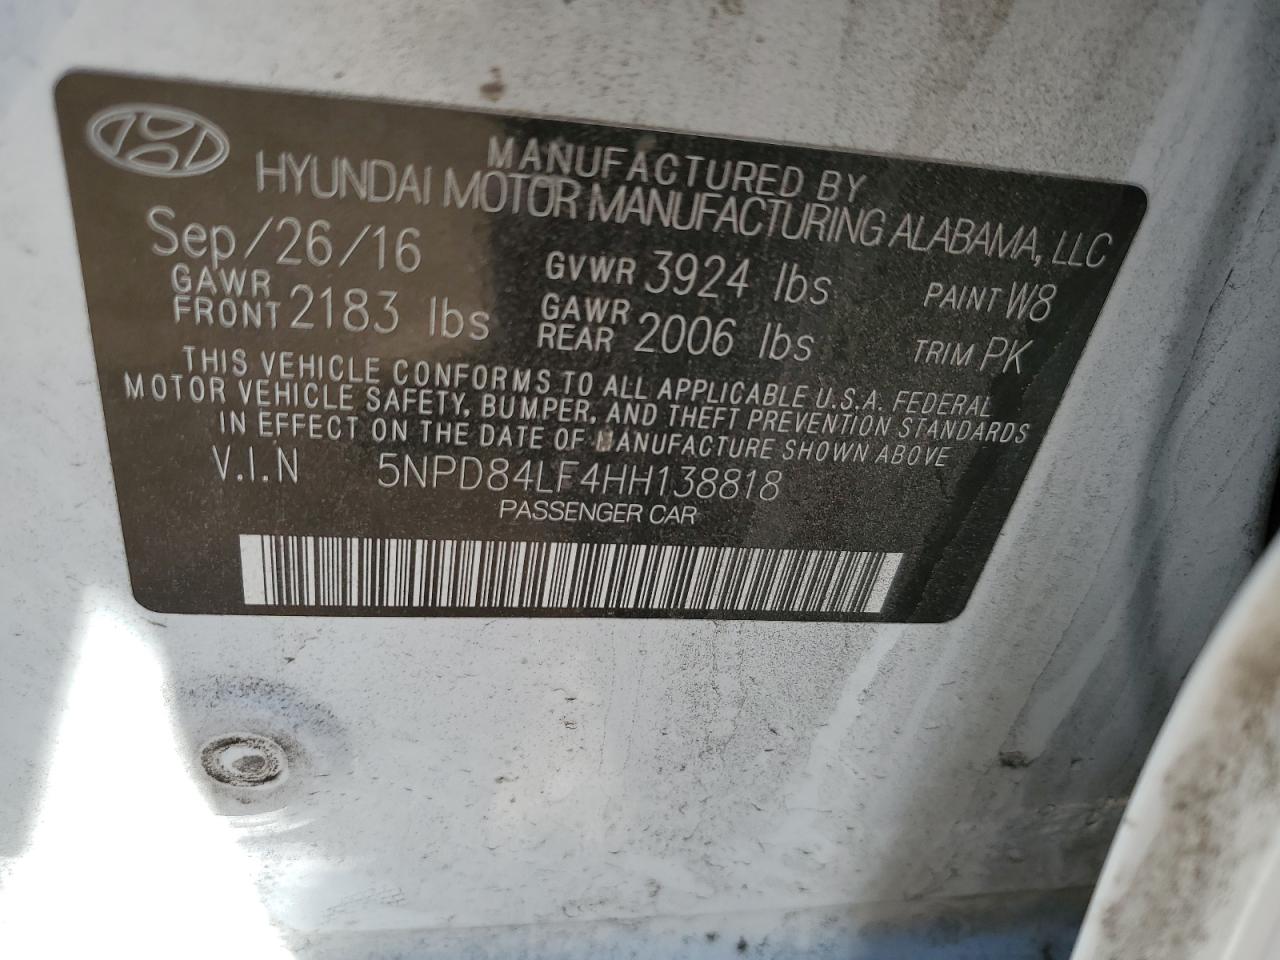 MANUFACTURED BY
HYUNDAI MOTOR MANUFACTURING ALABAMA, LLC
Sep/26/16 GVWR 3924 lbs PAINT W8
GAWR FRONT 2183 lbs GAWR REAR 2006 lbs TRIM PK
THIS VEHICLE CONFORMS TO ALL APPLICABLE U.S.A. FEDERAL
MOTOR VEHICLE SAFETY, BUMPER, AND THEFT PREVENTION STANDARDS
IN EFFECT ON THE DATE OF MANUFACTURE SHOWN ABOVE
V.I.N 5NPD84LF4HH138818
PASSENGER CAR